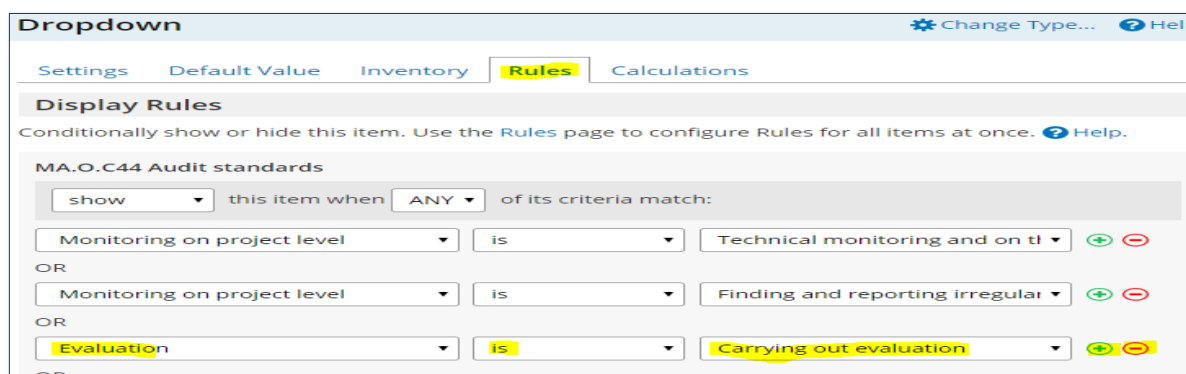 Dropdown Change Type... Hel
Settings Default Value Inventory Rules Calculations
Display Rules
Conditionally show or hide this item. Use the Rules page to configure Rules for all items at once. Help.
MA.O.C44 Audit standards
show this item when ANY of its criteria match:
Monitoring on project level is Technical monitoring and on tl
OR
Monitoring on project level is Finding and reporting irregular
OR
Evaluation is Carrying out evaluation
OR